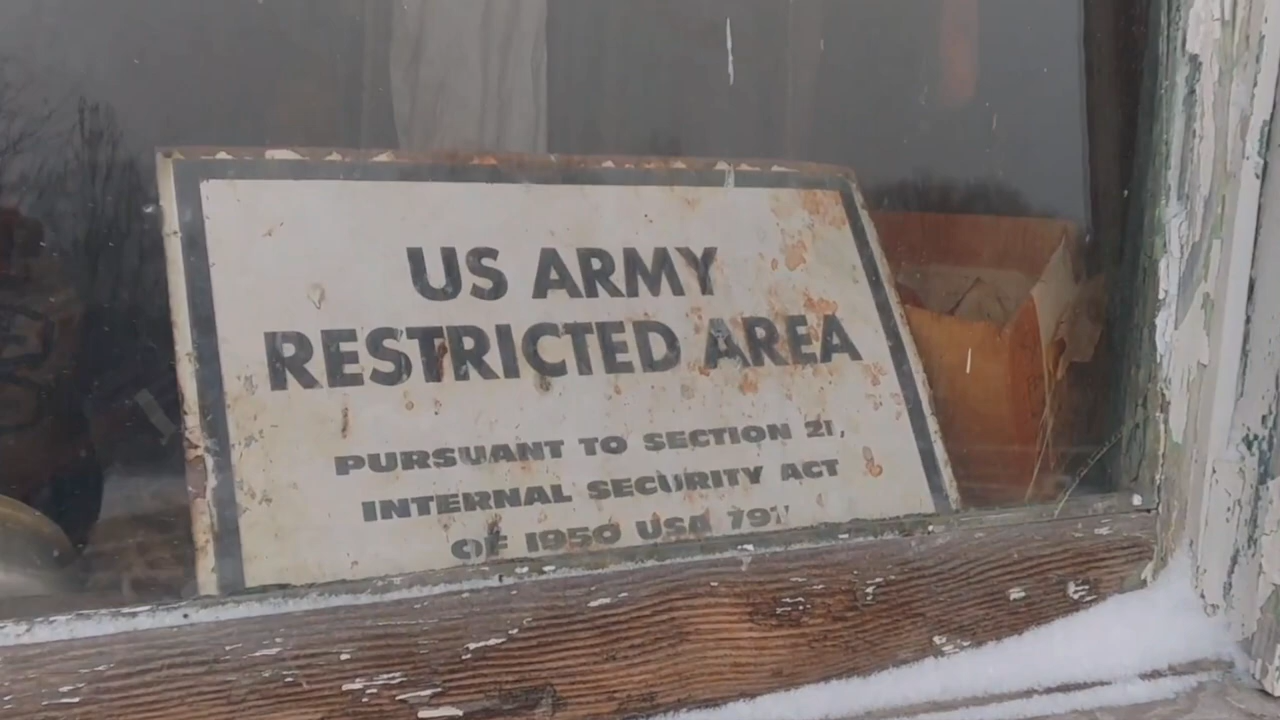 US ARMY
RESTRICTED AREA
PURSUANT TO SECTION 21,
INTERNAL SECURITY ACT
OF 1950 USA